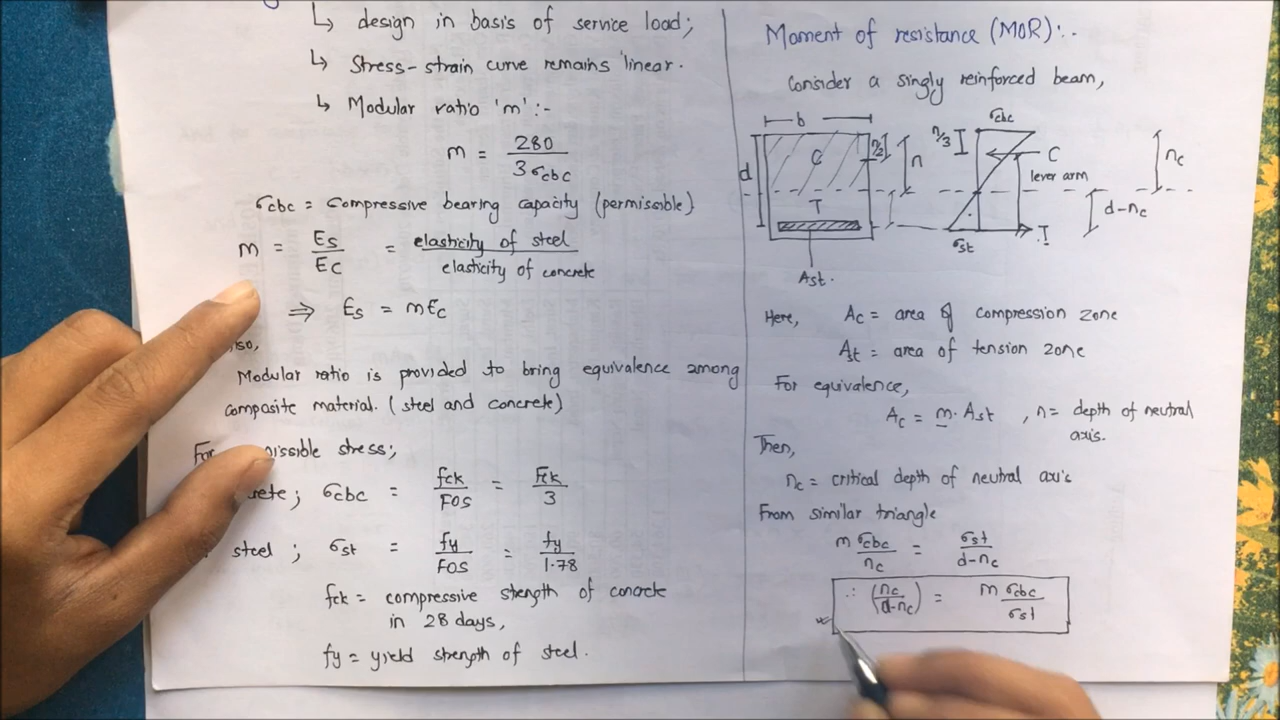 ↳ design in basis of service load;
↳ Stress-strain curve remains 'linear.
↳ Modular ratio 'm' :-
m = 280 / 3σcbc
σcbc = Compressive bearing capacity (permissible)
m = Es / Ec = elasticity of steel / elasticity of concrete
⇒ Es = mEc
so,
Modular ratio is provided to bring equivalence among
composite material. (steel and concrete)
For missible stress;
rete; σcbc = fck / FOS = Fck / 3
steel; σst = fy / FOS = fy / 1.78
fck = compressive strength of concrete
in 28 days,
fy = yield strength of steel.
Moment of resistance (MOR):-
Consider a singly reinforced beam,
b
d
C
T
n/2
n
Ast.
n/3
σcbc
C
lever arm
nc
d-nc
T
σst
Here, Ac = area of compression zone
Ast = area of tension zone
For equivalence,
Ac = m. Ast , n = depth of neutral
axis.
Then,
nc = critical depth of neutral axis
From similar triangle
m σcbc / nc = σst / d-nc
∴ (nc / d-nc) = m σcbc / σst